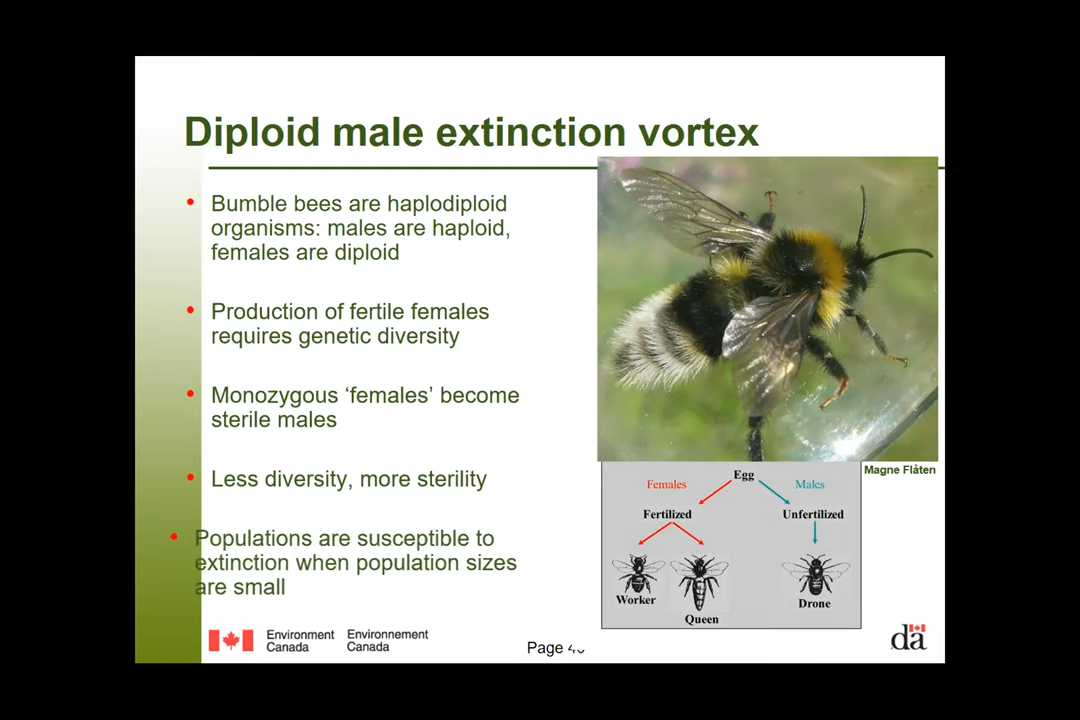 Diploid male extinction vortex
Bumble bees are haplodiploid
organisms: males are haploid,
females are diploid
Production of fertile females
requires genetic diversity
Monozygous ‘females’ become
sterile males
Less diversity, more sterility
Populations are susceptible to
extinction when population sizes
are small
Magne Flåten
Egg
Females
Males
Fertilized
Unfertilized
Worker
Queen
Drone
Environment
Canada
Environnement
Canada
Page
da